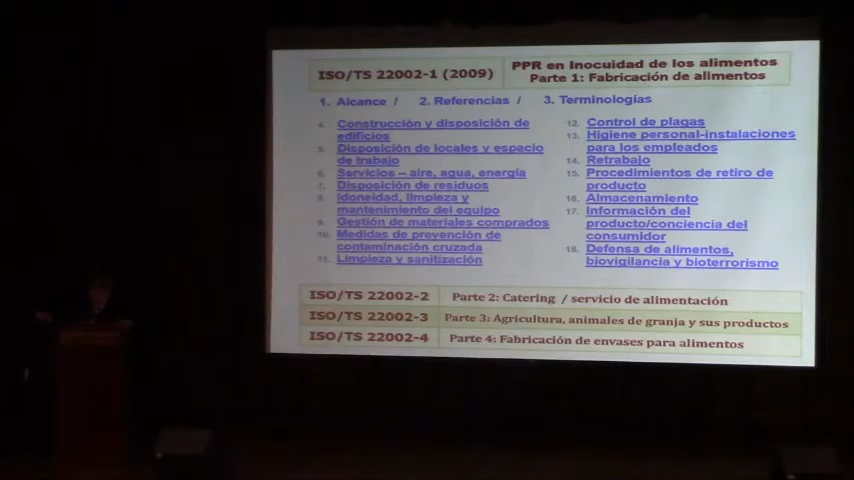 ISO/TS 22002-1 (2009)
PPR en Inocuidad de los alimentos
Parte 1: Fabricación de alimentos
1. Alcance / 2. Referencias / 3. Terminologías
4. Construcción y disposición de
edificios
5. Disposición de locales y espacio
de trabajo
6. Servicios – aire, agua, energía
7. Disposición de residuos
8. Idoneidad, limpieza y
mantenimiento del equipo
9. Gestión de materiales comprados
10. Medidas de prevención de
contaminación cruzada
11. Limpieza y sanitización
12. Control de plagas
13. Higiene personal-instalaciones
para los empleados
14. Retrabajo
15. Procedimientos de retiro de
producto
16. Almacenamiento
17. Información del
producto/conciencia del
consumidor
18. Defensa de alimentos,
biovigilancia y bioterrorismo
ISO/TS 22002-2 Parte 2: Catering / servicio de alimentación
ISO/TS 22002-3 Parte 3: Agricultura, animales de granja y sus productos
ISO/TS 22002-4 Parte 4: Fabricación de envases para alimentos